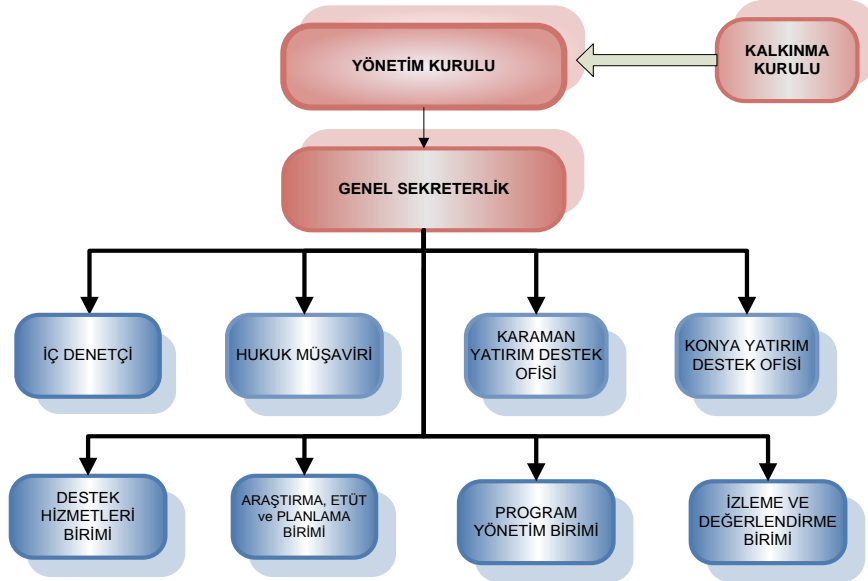 YÖNETİM KURULU
KALKINMA
KURULU
GENEL SEKRETERLİK
İÇ DENETÇİ
HUKUK MÜŞAVİRİ
KARAMAN
YATIRIM DESTEK
OFİSİ
KONYA YATIRIM
DESTEK OFİSİ
DESTEK
HİZMETLERİ
BİRİMİ
ARAŞTIRMA, ETÜT
ve PLANLAMA
BİRİMİ
PROGRAM
YÖNETİM BİRİMİ
İZLEME VE
DEĞERLENDİRME
BİRİMİ